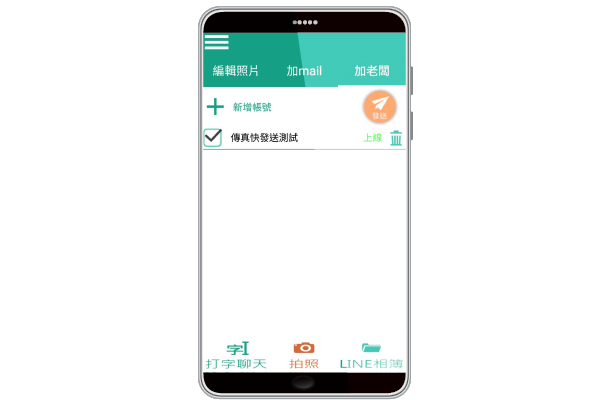 編輯照片 加mail 加老闆
新增帳號
發送
傳真快發送測試 上線
字I
打字聊天 拍照 LINE相簿